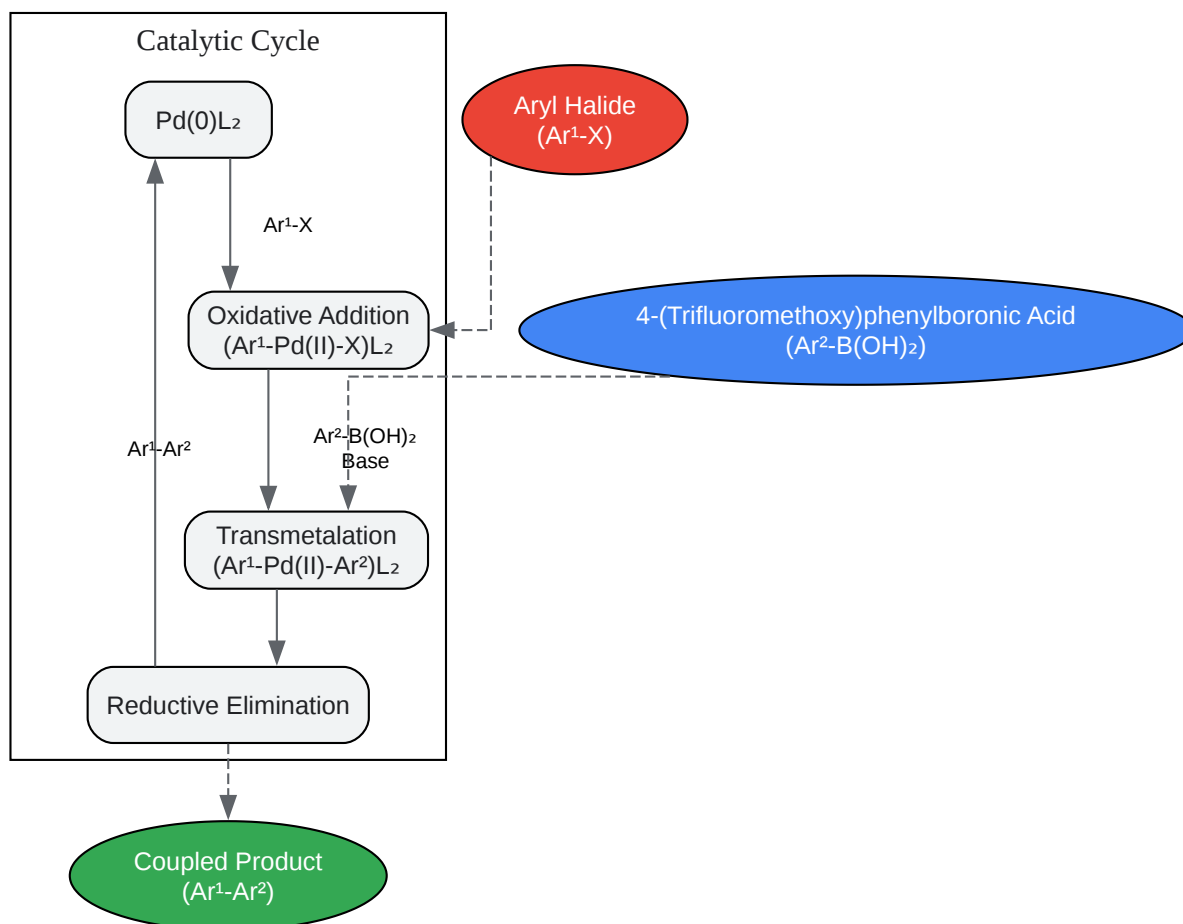 Catalytic Cycle
Pd(0)L₂
Aryl Halide
(Ar¹-X)
Ar¹-X
Oxidative Addition
(Ar¹-Pd(II)-X)L₂
4-(Trifluoromethoxy)phenylboronic Acid
(Ar²-B(OH)₂)
Ar¹-Ar²
Ar²-B(OH)₂
Base
Transmetalation
(Ar¹-Pd(II)-Ar²)L₂
Reductive Elimination
Coupled Product
(Ar¹-Ar²)